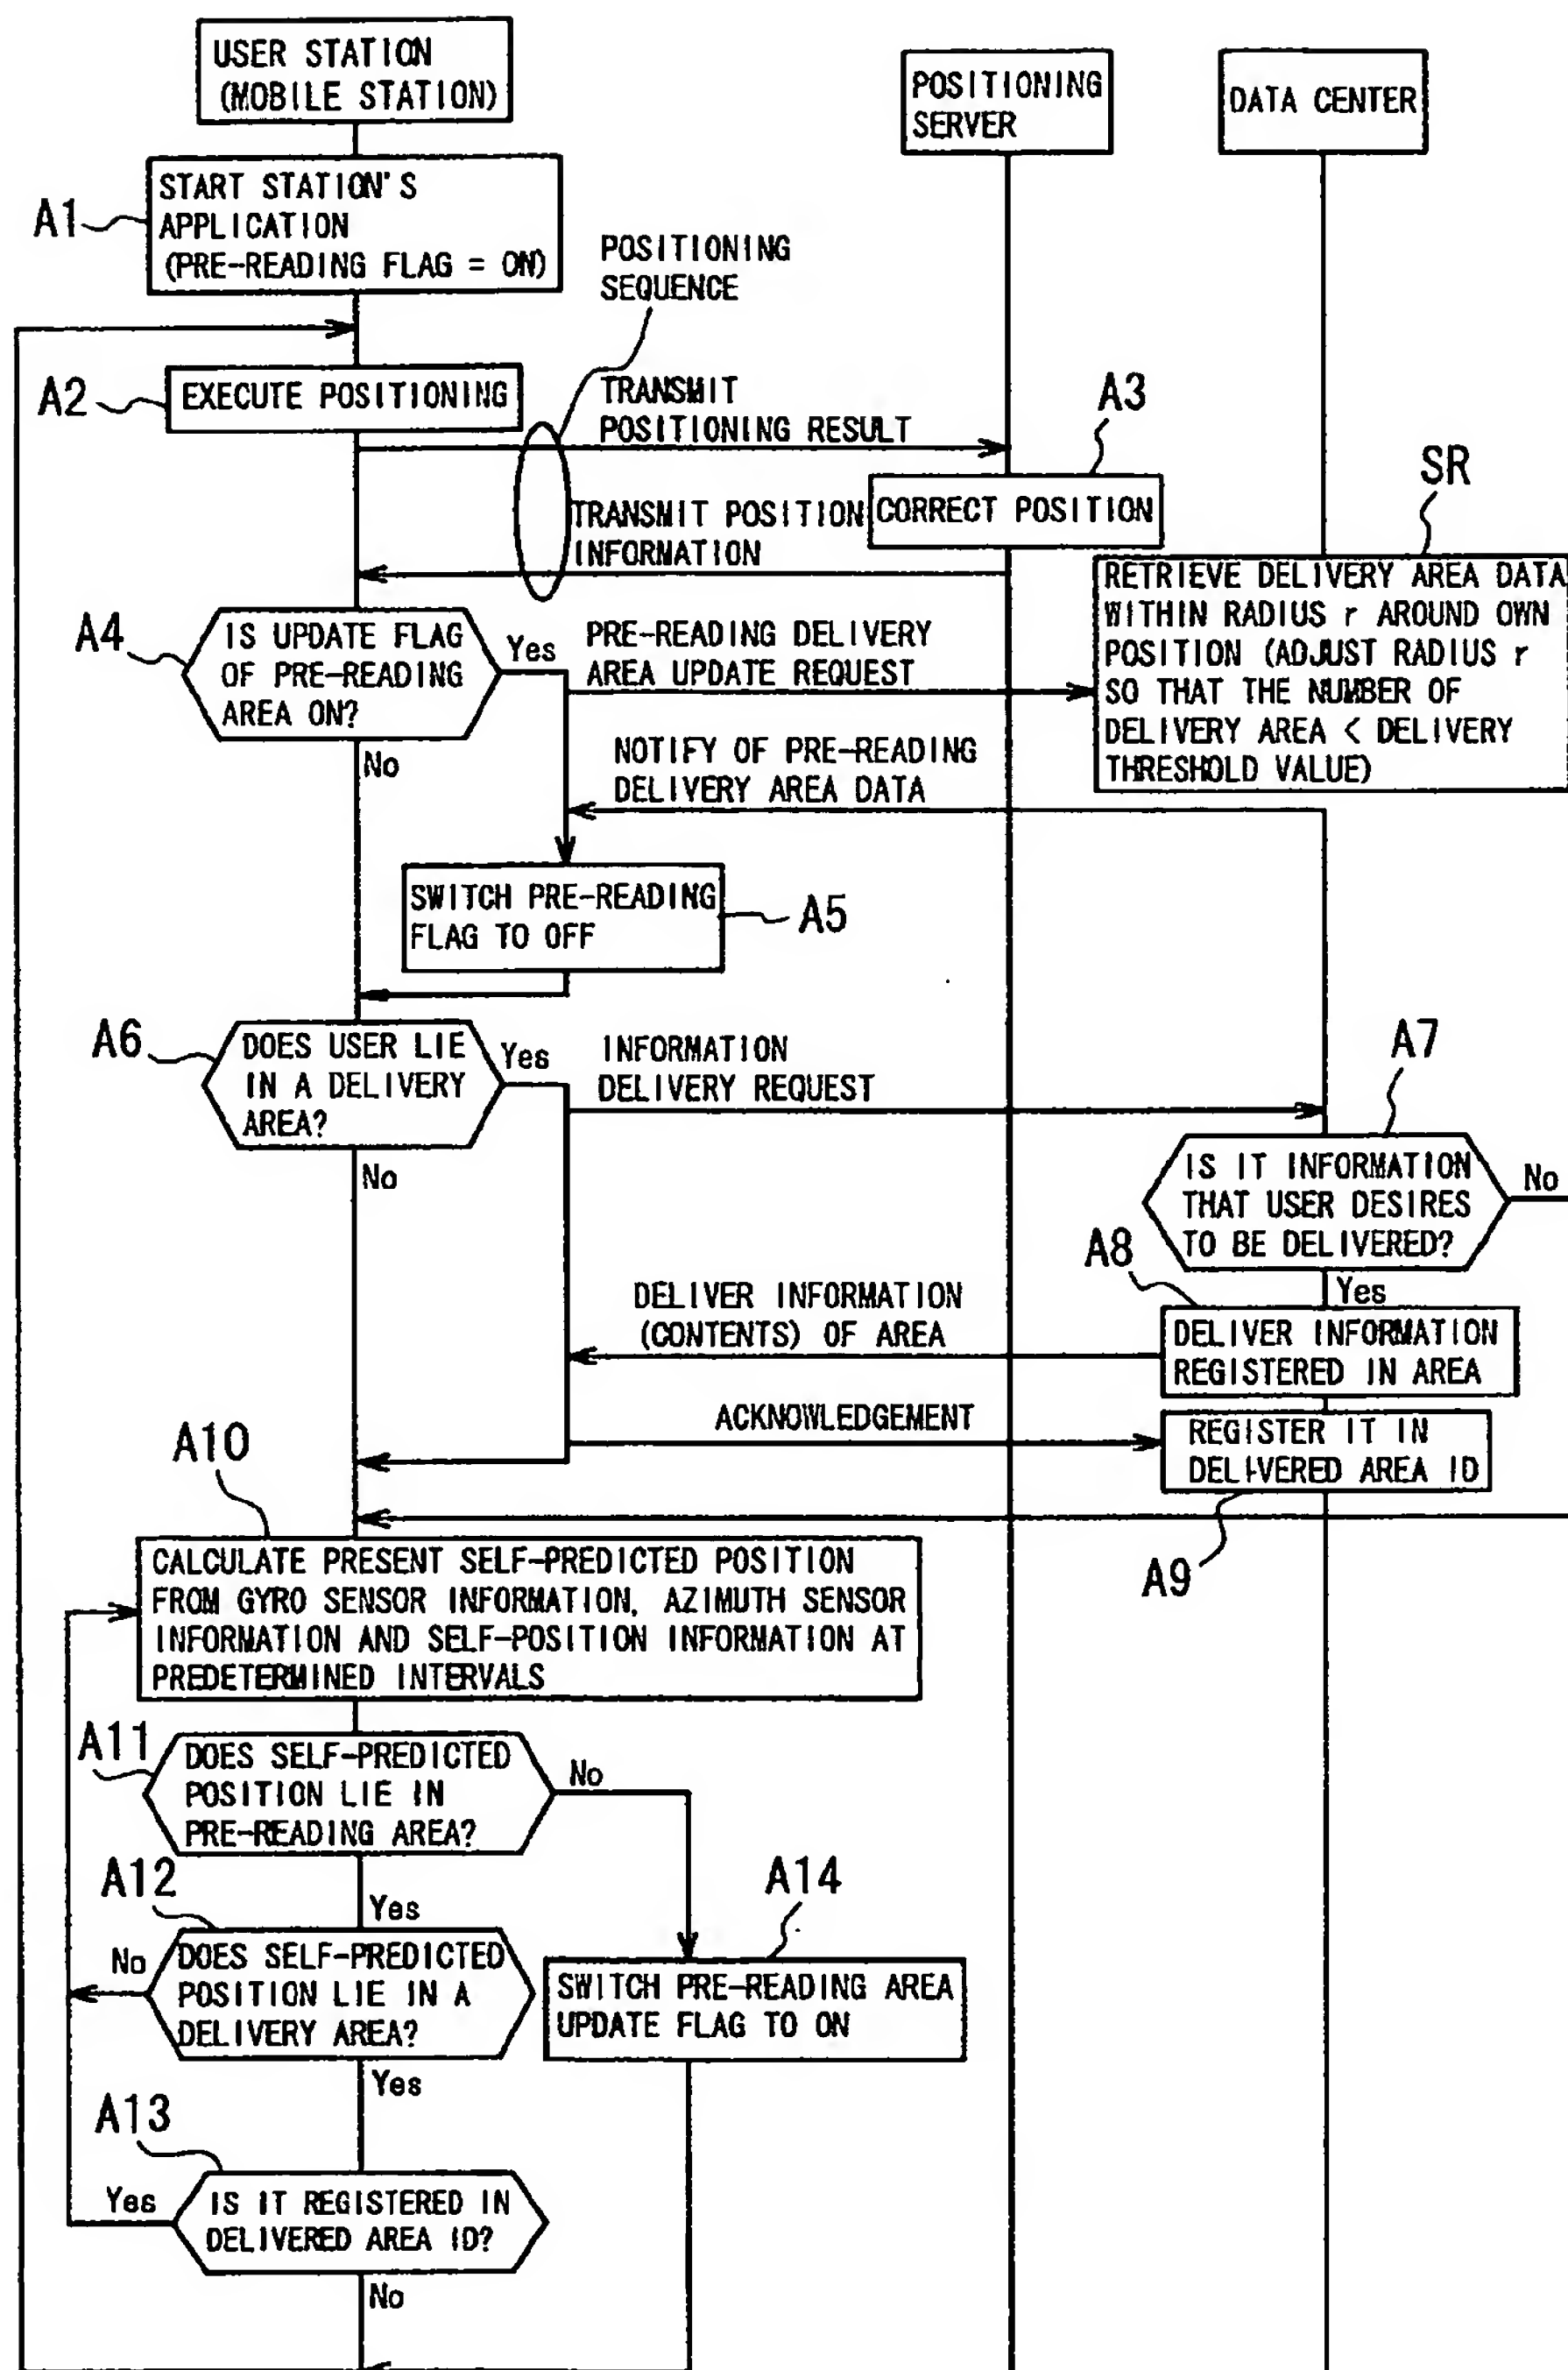 USER STATION
(MOBILE STATION)
POSITIONING
SERVER
DATA CENTER
A1
START STATION'S
APPLICATION
(PRE-READING FLAG = ON)
POSITIONING
SEQUENCE
A2
EXECUTE POSITIONING
TRANSMIT
POSITIONING RESULT
A3
CORRECT POSITION
TRANSMIT POSITION
INFORMATION
SR
RETRIEVE DELIVERY AREA DATA
WITHIN RADIUS r AROUND OWN
POSITION (ADJUST RADIUS r
SO THAT THE NUMBER OF
DELIVERY AREA < DELIVERY
THRESHOLD VALUE)
A4
IS UPDATE FLAG
OF PRE-READING
AREA ON?
Yes
No
PRE-READING DELIVERY
AREA UPDATE REQUEST
NOTIFY OF PRE-READING
DELIVERY AREA DATA
SWITCH PRE-READING
FLAG TO OFF
A5
A6
DOES USER LIE
IN A DELIVERY
AREA?
Yes
No
INFORMATION
DELIVERY REQUEST
A7
IS IT INFORMATION
THAT USER DESIRES
TO BE DELIVERED?
No
Yes
A8
DELIVER INFORMATION
REGISTERED IN AREA
DELIVER INFORMATION
(CONTENTS) OF AREA
ACKNOWLEDGEMENT
REGISTER IT IN
DELIVERED AREA ID
A9
A10
CALCULATE PRESENT SELF-PREDICTED POSITION
FROM GYRO SENSOR INFORMATION, AZIMUTH SENSOR
INFORMATION AND SELF-POSITION INFORMATION AT
PREDETERMINED INTERVALS
A11
DOES SELF-PREDICTED
POSITION LIE IN
PRE-READING AREA?
No
Yes
A12
DOES SELF-PREDICTED
POSITION LIE IN A
DELIVERY AREA?
No
Yes
A14
SWITCH PRE-READING AREA
UPDATE FLAG TO ON
A13
IS IT REGISTERED IN
DELIVERED AREA ID?
Yes
No